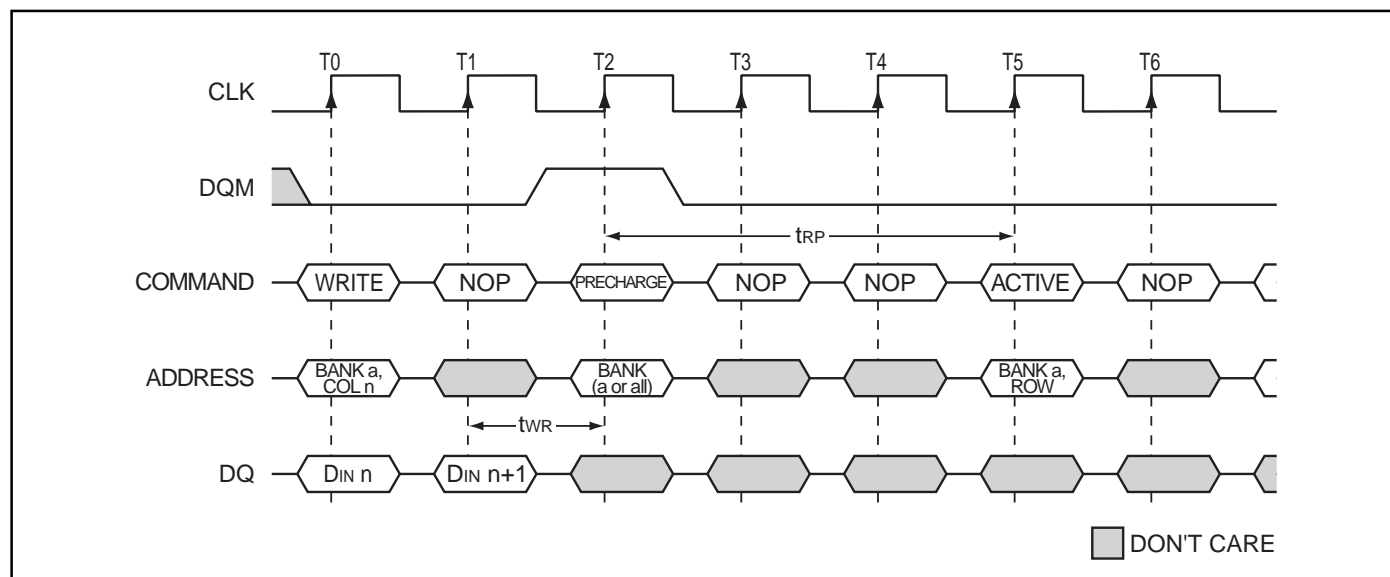 T0 T1 T2 T3 T4 T5 T6
CLK
DQM
tRP
COMMAND WRITE NOP PRECHARGE NOP NOP ACTIVE NOP
ADDRESS
BANK a, COL n
BANK (a or all)
BANK a, ROW
tWR
DQ DIN n DIN n+1
DON'T CARE